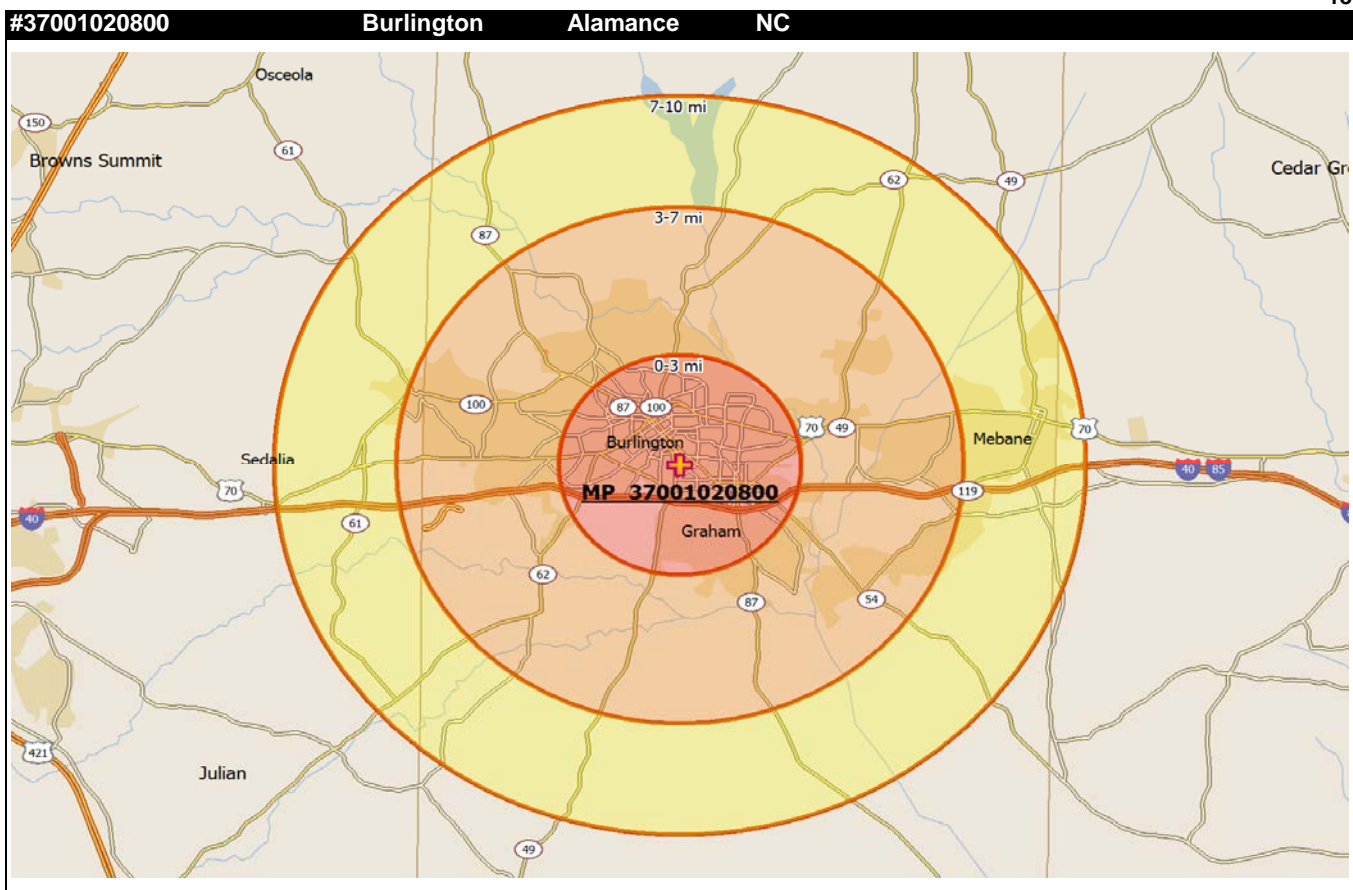 #37001020800 Burlington Alamance NC
Osceola
7-10 mi
150
61
Browns Summit
62
49
Cedar Gr
3-7 mi
87
0-3 mi
100
87 100
70 49
Burlington
Mebane
70
Sedalia
40 85
70
MP 37001020800
119
40
61
Graham
62
87
54
421
Julian
49